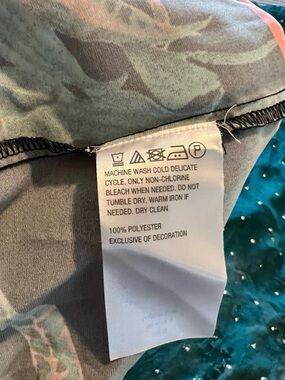 MACHINE WASH COLD DELICATE
CYCLE. ONLY NON-CHLORINE
BLEACH WHEN NEEDED. DO NOT
TUMBLE DRY. WARM IRON IF
NEEDED. DRY CLEAN
100% POLYESTER
EXCLUSIVE OF DECORATION